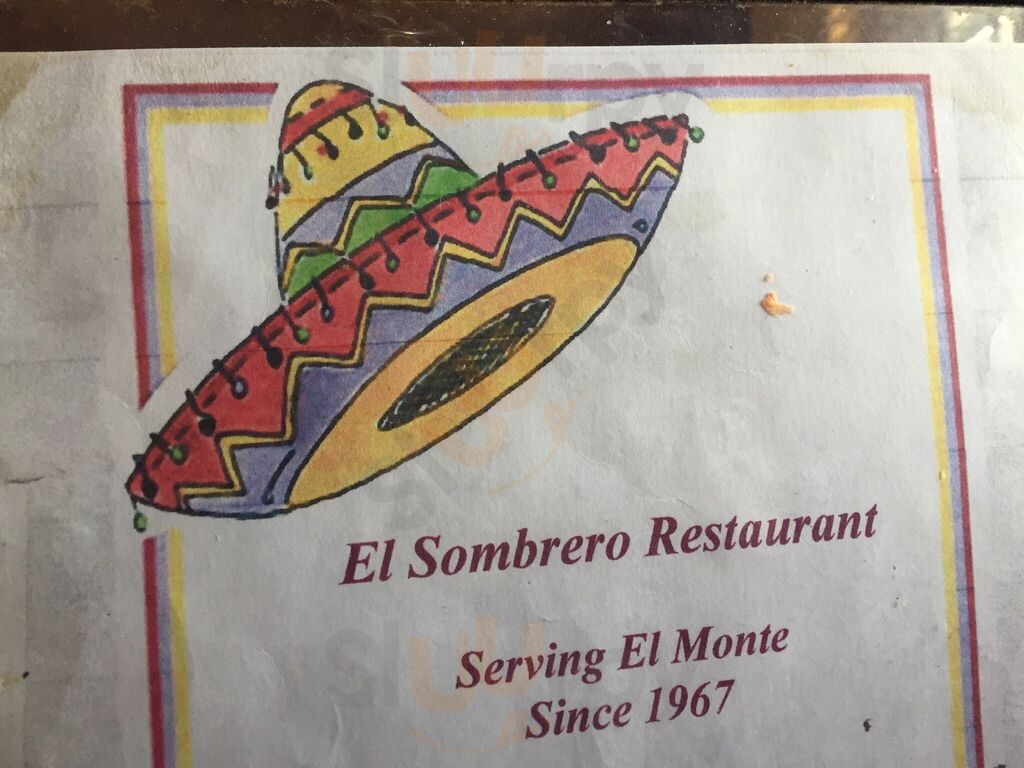 El Sombrero Restaurant
Serving El Monte
Since 1967